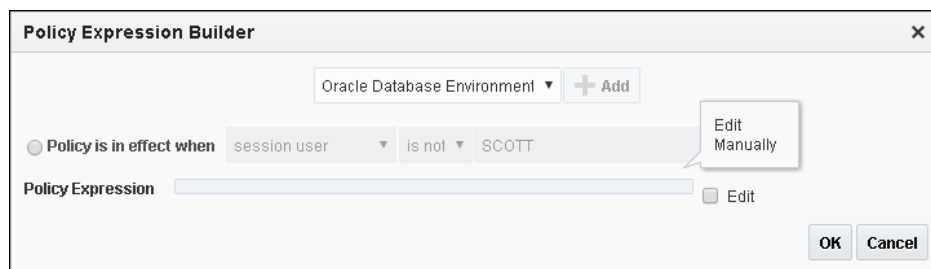 Policy Expression Builder
Oracle Database Environment Add
Edit
Manually
Policy is in effect when session user is not SCOTT
Policy Expression
Edit
OK Cancel